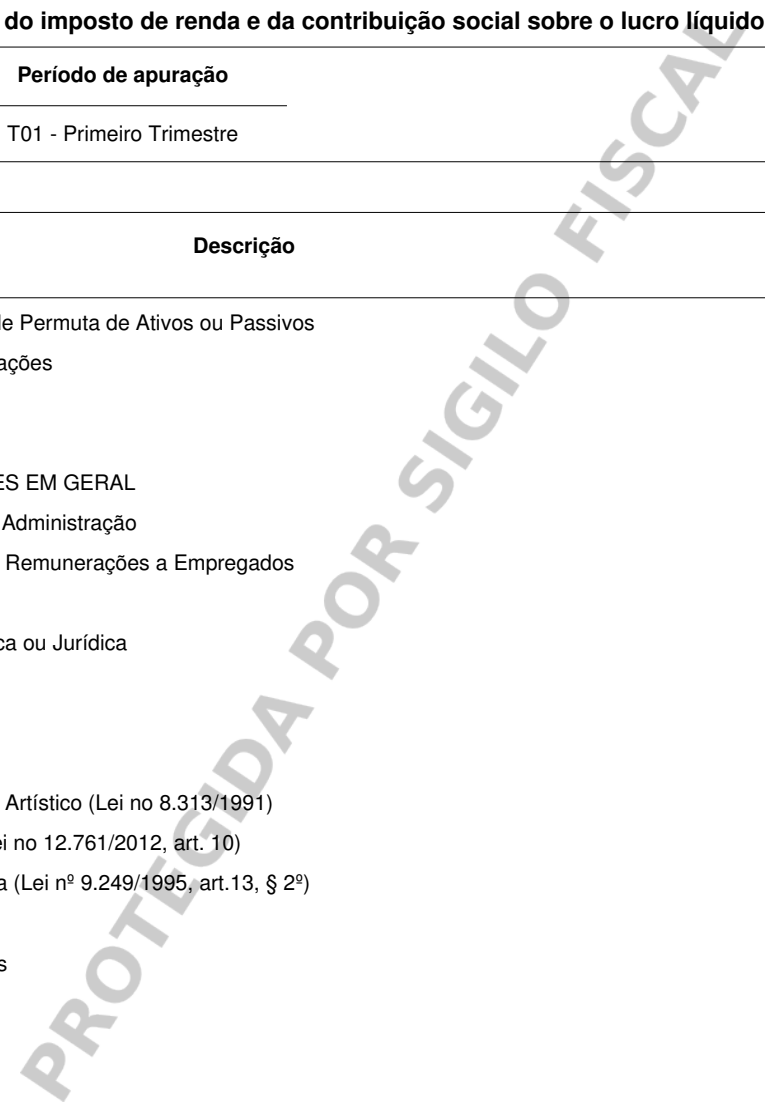 do imposto de renda e da contribuição social sobre o lucro líquido
Período de apuração
T01 - Primeiro Trimestre
Descrição
de Permuta de Ativos ou Passivos
ações
ES EM GERAL
Administração
Remunerações a Empregados
ca ou Jurídica
Artístico (Lei no 8.313/1991)
ei no 12.761/2012, art. 10)
a (Lei nº 9.249/1995, art.13, § 2º)
s
PROTEGIDA POR SIGILO FISCAL